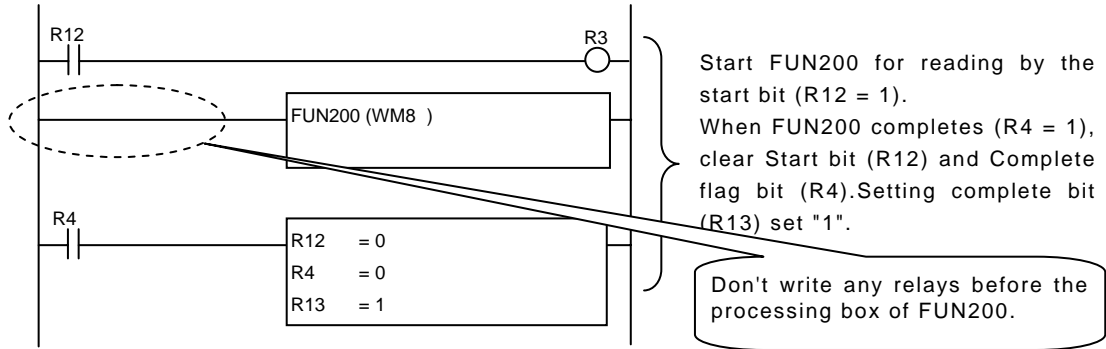 R12
R3
FUN200 (WM8  )
R4
R12 = 0
R4 = 0
R13 = 1
Start FUN200 for reading by the
start bit (R12 = 1).
When FUN200 completes (R4 = 1),
clear Start bit (R12) and Complete
flag bit (R4).Setting complete bit
(R13) set "1".
Don't write any relays before the
processing box of FUN200.